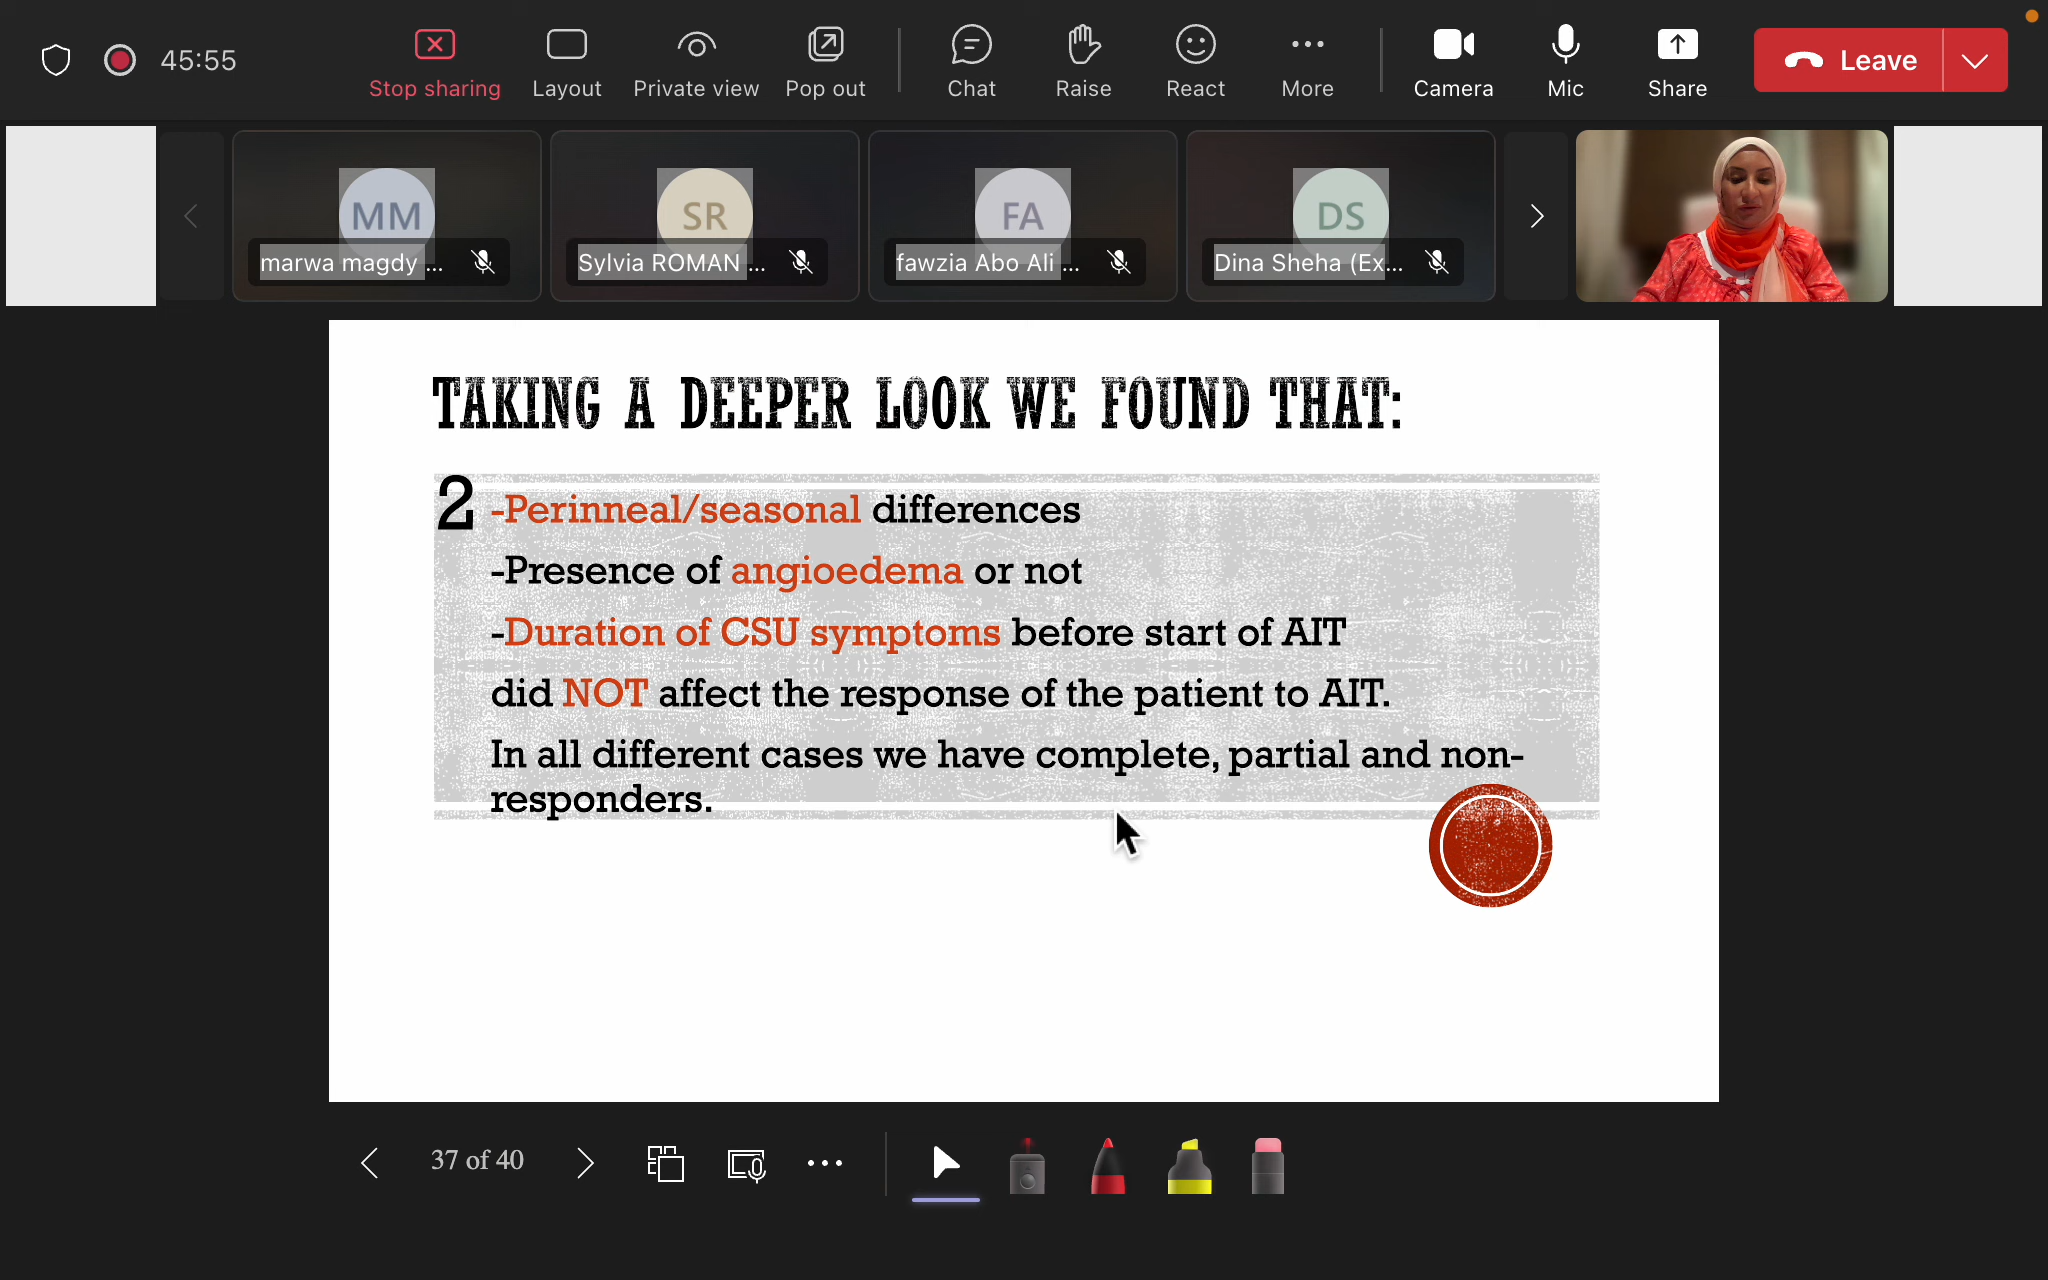 45:55
Stop sharing
Layout
Private view
Pop out
Chat
Raise
React
More
Camera
Mic
Share
Leave
MM
SR
FA
DS
marwa magdy ...
Sylvia ROMAN ...
fawzia Abo Ali ...
Dina Sheha (Ex...
TAKING A DEEPER LOOK WE FOUND THAT:
2 -Perinneal/seasonal differences
-Presence of angioedema or not
-Duration of CSU symptoms before start of AIT
did NOT affect the response of the patient to AIT.
In all different cases we have complete, partial and non-
responders.
37 of 40